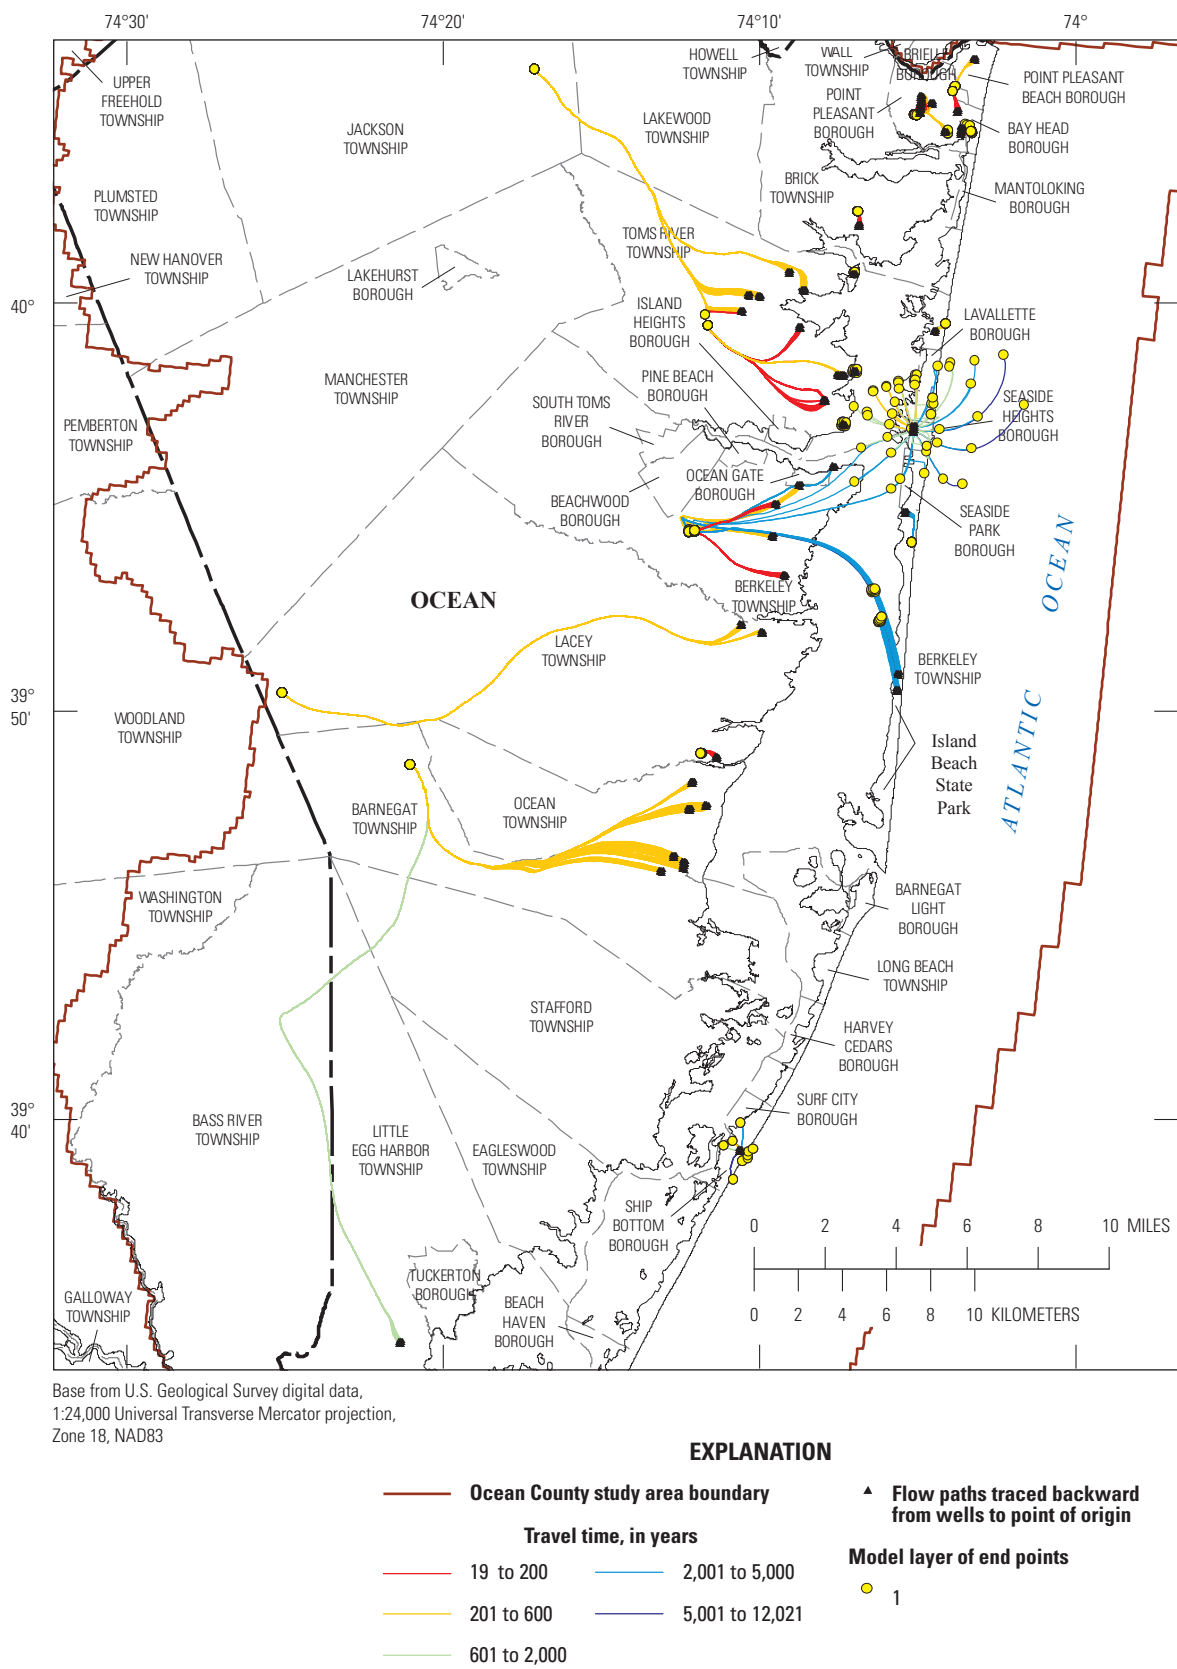 74°30'
74°20'
74°10'
74°
HOWELL
TOWNSHIP
WALL
TOWNSHIP
BRIELLE
BOROUGH
POINT PLEASANT
BEACH BOROUGH
UPPER
FREEHOLD
TOWNSHIP
POINT
PLEASANT
BOROUGH
JACKSON
TOWNSHIP
LAKEWOOD
TOWNSHIP
BAY HEAD
BOROUGH
BRICK
TOWNSHIP
MANTOLOKING
BOROUGH
PLUMSTED
TOWNSHIP
TOMS RIVER
TOWNSHIP
NEW HANOVER
TOWNSHIP
LAKEHURST
BOROUGH
40°
ISLAND
HEIGHTS
BOROUGH
LAVALLETTE
BOROUGH
MANCHESTER
TOWNSHIP
PINE BEACH
BOROUGH
SEASIDE
HEIGHTS
BOROUGH
SOUTH TOMS
RIVER
BOROUGH
PEMBERTON
TOWNSHIP
OCEAN GATE
BOROUGH
BEACHWOOD
BOROUGH
SEASIDE
PARK
BOROUGH
OCEAN
BERKELEY
TOWNSHIP
LACEY
TOWNSHIP
BERKELEY
TOWNSHIP
39°
50'
WOODLAND
TOWNSHIP
ATLANTIC OCEAN
Island
Beach
State
Park
BARNEGAT
TOWNSHIP
OCEAN
TOWNSHIP
WASHINGTON
TOWNSHIP
BARNEGAT
LIGHT
BOROUGH
LONG BEACH
TOWNSHIP
STAFFORD
TOWNSHIP
HARVEY
CEDARS
BOROUGH
SURF CITY
BOROUGH
39°
40'
BASS RIVER
TOWNSHIP
LITTLE
EGG HARBOR
TOWNSHIP
EAGLESWOOD
TOWNSHIP
SHIP
BOTTOM
BOROUGH
0 2 4 6 8 10 MILES
0 2 4 6 8 10 KILOMETERS
TUCKERTON
BOROUGH
GALLOWAY
TOWNSHIP
BEACH
HAVEN
BOROUGH
Base from U.S. Geological Survey digital data,
1:24,000 Universal Transverse Mercator projection,
Zone 18, NAD83
EXPLANATION
Ocean County study area boundary
Travel time, in years
19 to 200
201 to 600
601 to 2,000
2,001 to 5,000
5,001 to 12,021
Flow paths traced backward
from wells to point of origin
Model layer of end points
1